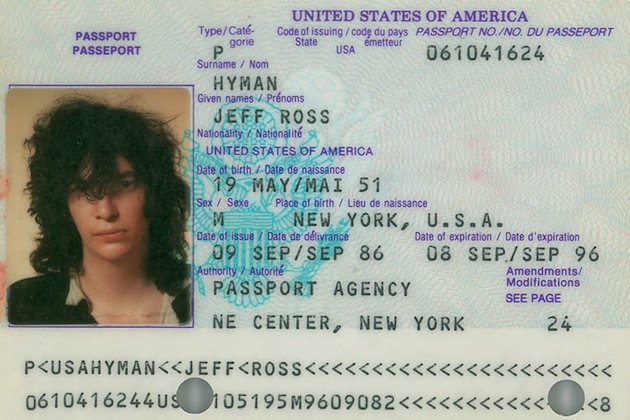 UNITED STATES OF AMERICA
PASSPORT
PASSEPORT
Type/Caté-
gorie
P
Code of issuing / code du pays
State
USA
émetteur
PASSPORT NO./NO. DU PASSEPORT
061041624
Surname / Nom
HYMAN
Given names / Prénoms
JEFF ROSS
Nationality / Nationalité
UNITED STATES OF AMERICA
Date of birth / Date de naissance
19 MAY/MAI 51
Sex / Sexe
Place of birth / Lieu de naissance
M
NEW YORK, U.S.A.
Date of issue / Date de délivrance
Date of expiration / Date d'expiration
09 SEP/SEP 86
08 SEP/SEP 96
Authority / Autorité
Amendments/
Modifications
PASSPORT AGENCY
SEE PAGE
NE CENTER, NEW YORK
24
P<USAHYMAN<<JEFF<ROSS<<<<<<<<<<<<<<<<<<<<<<<
0610416244US 105195M9609082<<<<<<<<<<< <8